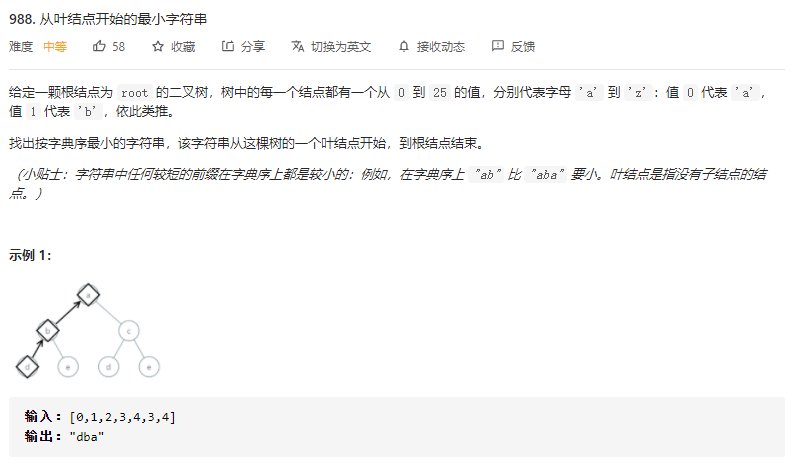 988. 从叶结点开始的最小字符串
难度 中等 58 收藏 分享 切换为英文 接收动态 反馈
给定一颗根结点为 root 的二叉树，树中的每一个结点都有一个从 0 到 25 的值，分别代表字母 'a' 到 'z'：值 0 代表 'a'，
值 1 代表 'b'，依此类推。
找出按字典序最小的字符串，该字符串从这棵树的一个叶结点开始，到根结点结束。
（小贴士：字符串中任何较短的前缀在字典序上都是较小的：例如，在字典序上 "ab" 比 "aba" 要小。叶结点是指没有子结点的结
点。）
示例 1：
a
b c
d e d e
输入：[0,1,2,3,4,3,4]
输出："dba"